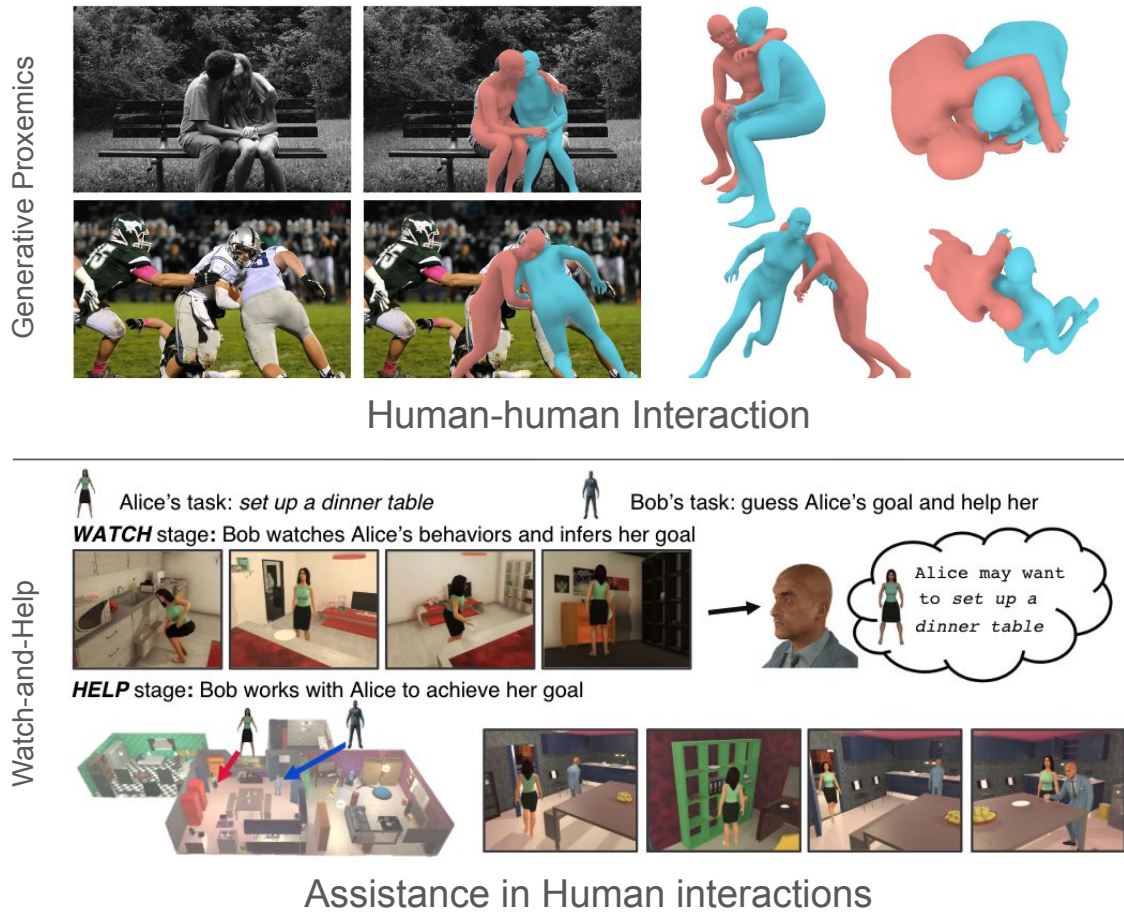 Generative Proxemics
Human-human Interaction
Watch-and-Help
Alice's task: set up a dinner table
Bob's task: guess Alice's goal and help her
WATCH stage: Bob watches Alice's behaviors and infers her goal
Alice may want
to set up a
dinner table
HELP stage: Bob works with Alice to achieve her goal
Assistance in Human interactions